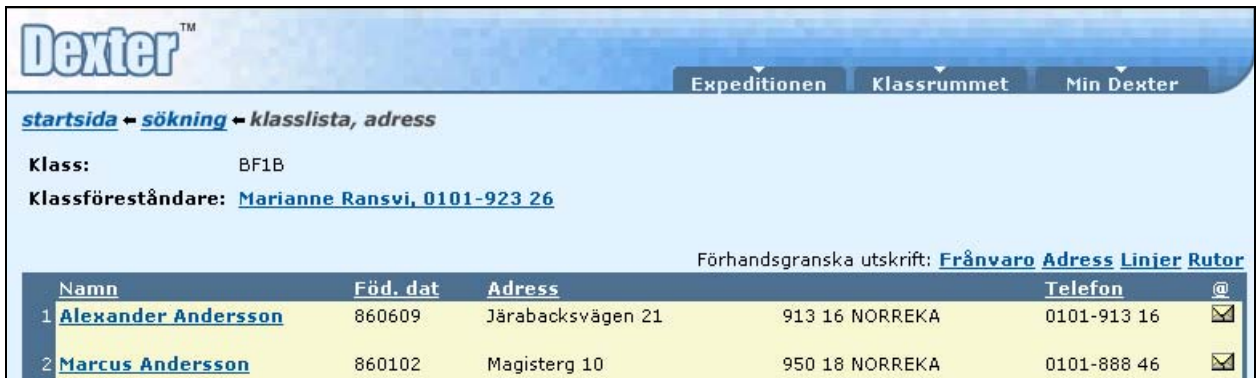 Dexter™
Expeditionen Klassrummet Min Dexter
startsida sökning klasslista, adress
Klass: BF1B
Klassföreståndare: Marianne Ransvi, 0101-923 26
Förhandsgranska utskrift: Frånvaro Adress Linjer Rutor
Namn Föd. dat Adress Telefon @
1 Alexander Andersson 860609 Järabacksvägen 21 913 16 NORREKA 0101-913 16
2 Marcus Andersson 860102 Magisterg 10 950 18 NORREKA 0101-888 46